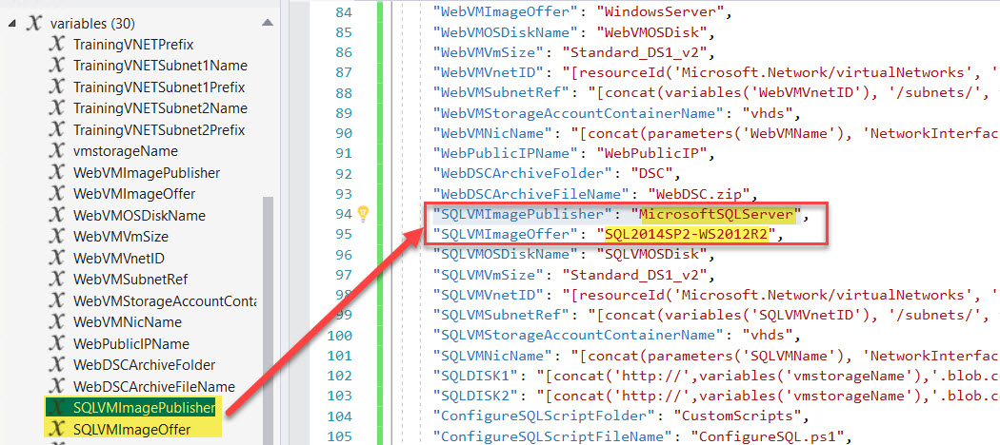 variables (30)
TrainingVNETPrefix
TrainingVNETSubnet1Name
TrainingVNETSubnet1Prefix
TrainingVNETSubnet2Name
TrainingVNETSubnet2Prefix
vmstorageName
WebVMImagePublisher
WebVMImageOffer
WebVMOSDiskName
WebVMVmSize
WebVMVnetID
WebVMSubnetRef
WebVMStorageAccountConta
WebVMNicName
WebPublicIPName
WebDSCArchiveFolder
WebDSCArchiveFileName
SQLVMImagePublisher
SQLVMImageOffer
84 "WebVMImageOffer": "WindowsServer",
85 "WebVMOSDiskName": "WebVMOSDisk",
86 "WebVMVmSize": "Standard_DS1_v2",
87 "WebVMVnetID": "[resourceId('Microsoft.Network/virtualNetworks', '
88 "WebVMSubnetRef": "[concat(variables('WebVMVnetID'), '/subnets/',
89 "WebVMStorageAccountContainerName": "vhds",
90 "WebVMNicName": "[concat(parameters('WebVMName'), 'NetworkInterfac
91 "WebPublicIPName": "WebPublicIP",
92 "WebDSCArchiveFolder": "DSC",
93 "WebDSCArchiveFileName": "WebDSC.zip",
94 "SQLVMImagePublisher": "MicrosoftSQLServer",
95 "SQLVMImageOffer": "SQL2014SP2-WS2012R2",
96 "SQLVMOSDiskName": "SQLVMOSDisk",
97 "SQLVMVmSize": "Standard_DS1_v2",
98 "SQLVMVnetID": "[resourceId('Microsoft.Network/virtualNetworks', '
99 "SQLVMSubnetRef": "[concat(variables('SQLVMVnetID'), '/subnets/',
100 "SQLVMStorageAccountContainerName": "vhds",
101 "SQLVMNicName": "[concat(parameters('SQLVMName'), 'NetworkInterfac
102 "SQLDISK1": "[concat('http://',variables('vmstorageName'),'.blob.co
103 "SQLDISK2": "[concat('http://',variables('vmstorageName'),'.blob.co
104 "ConfigureSQLScriptFolder": "CustomScripts",
105 "ConfigureSQLScriptFileName": "ConfigureSQL.ps1",